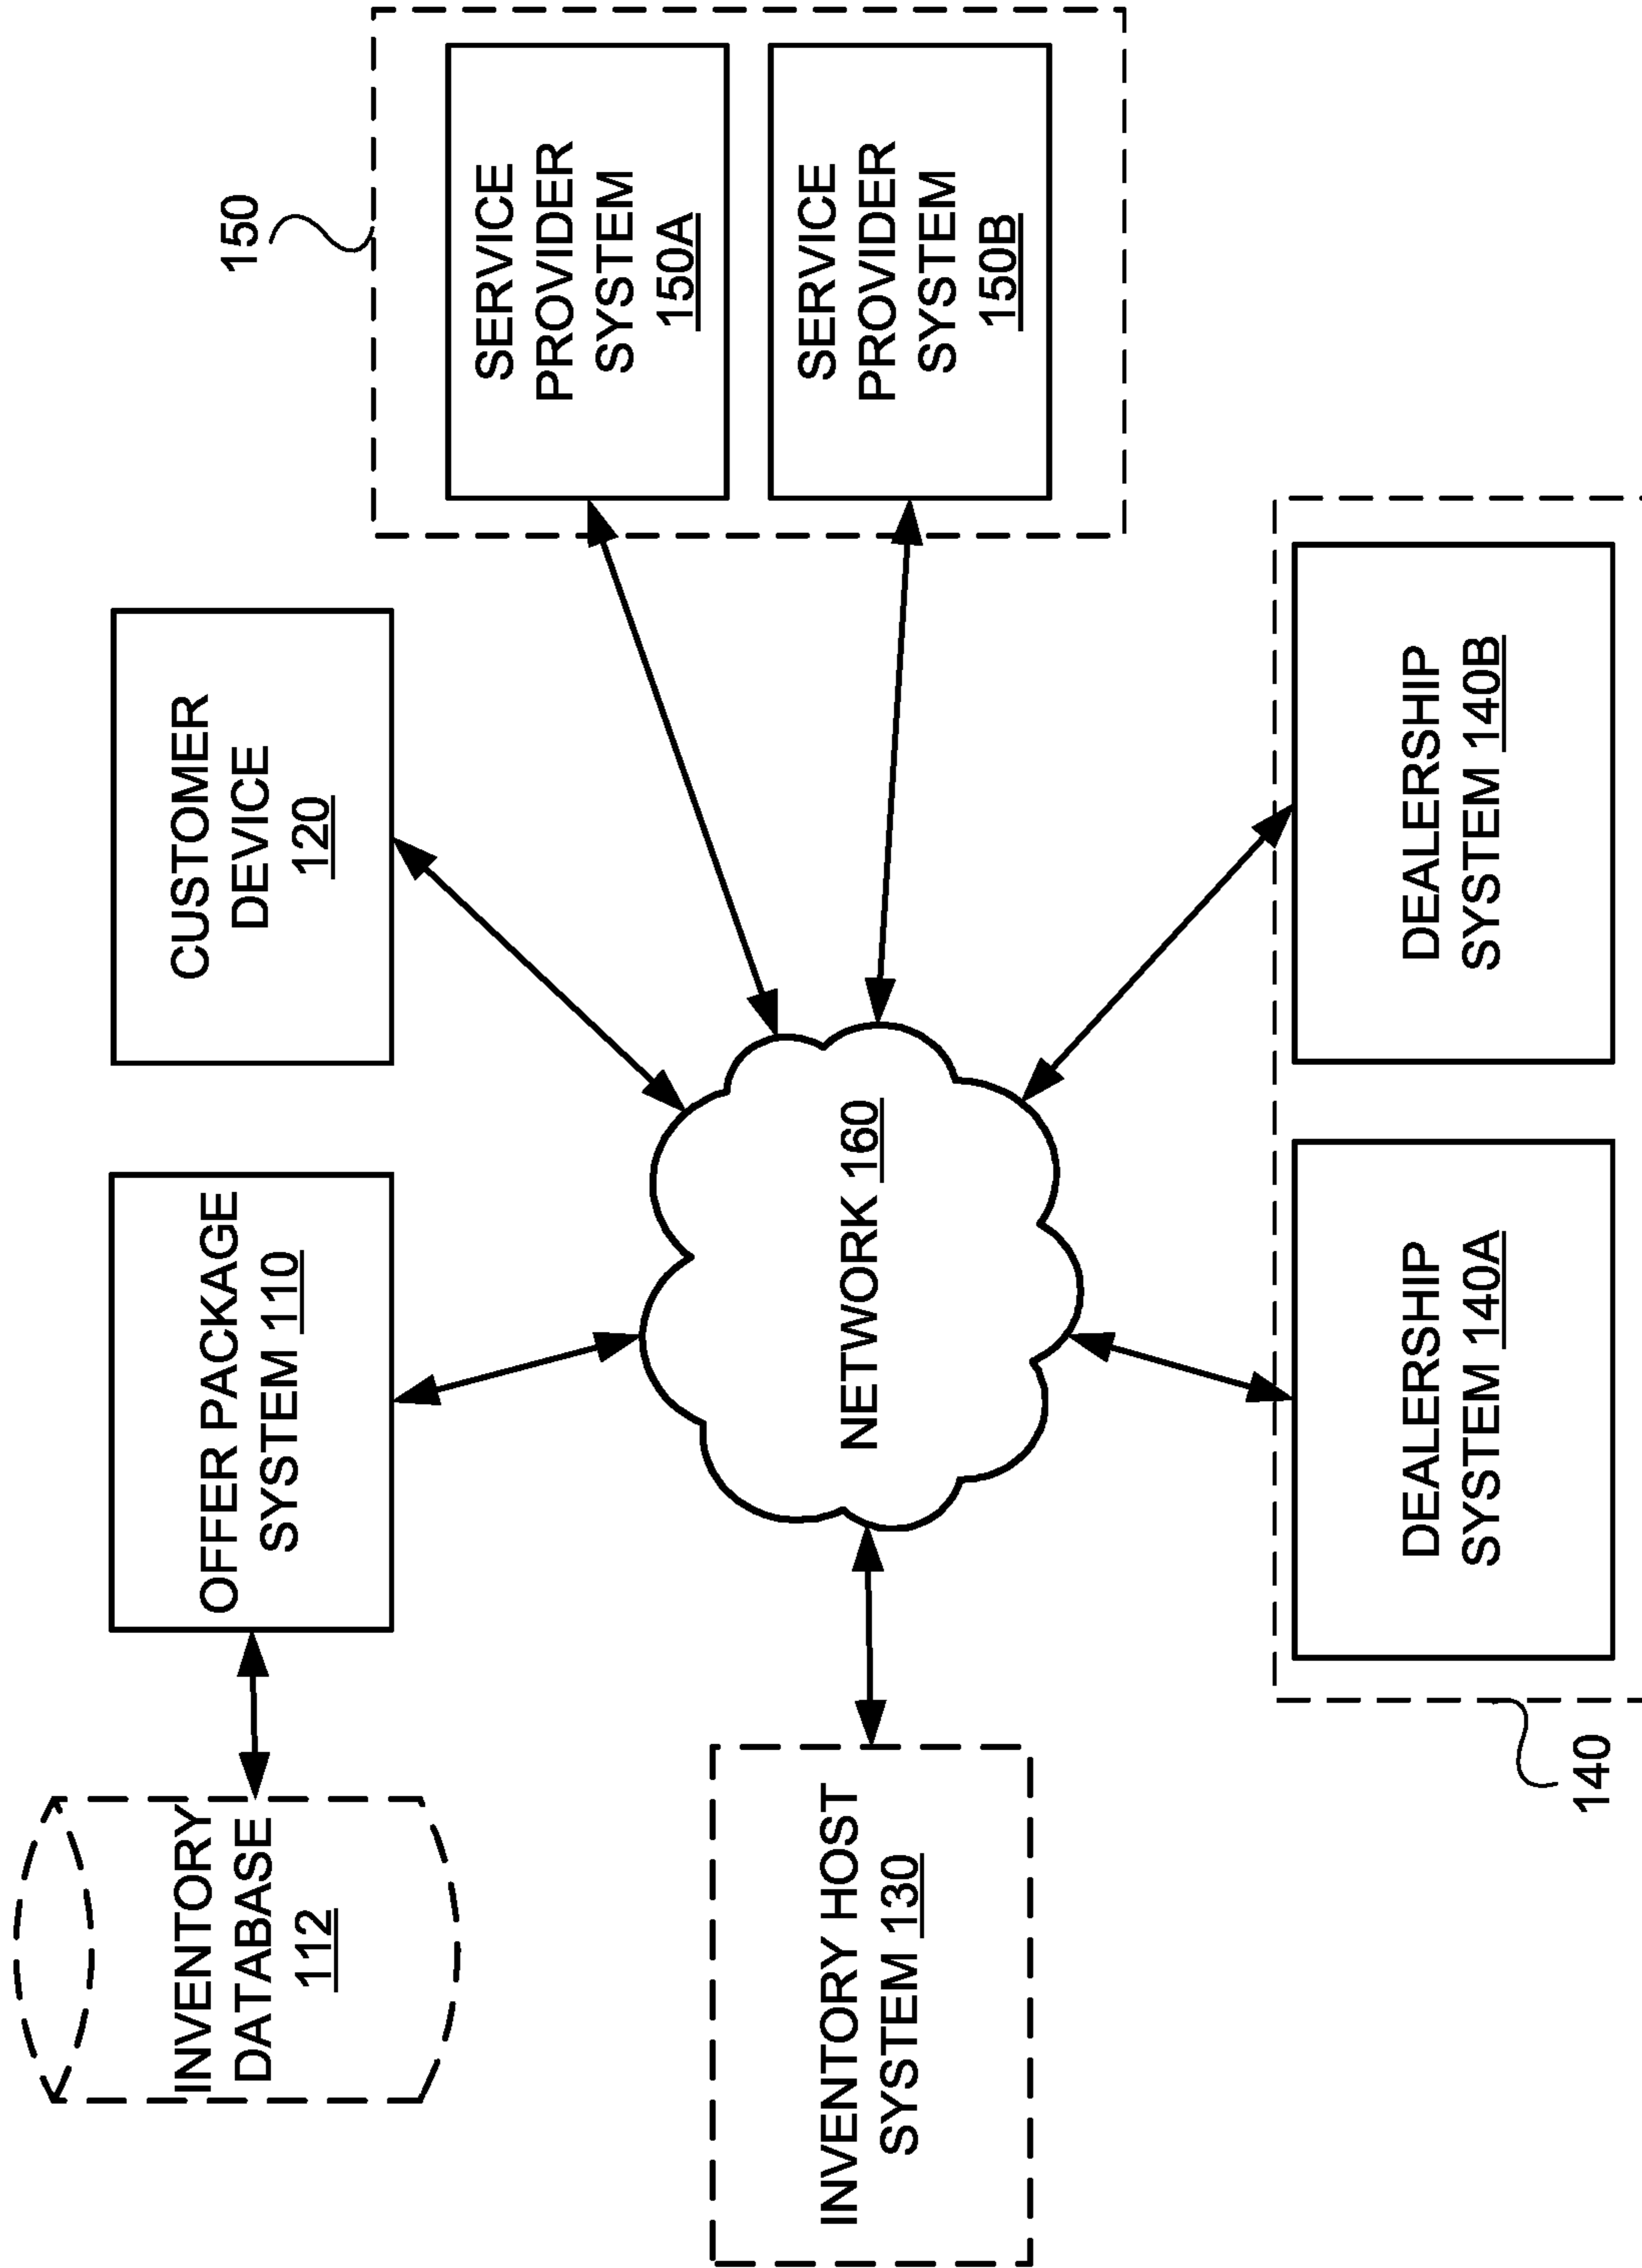 INVENTORY
DATABASE
112
OFFER PACKAGE
SYSTEM 110
CUSTOMER
DEVICE
120
150
SERVICE
PROVIDER
SYSTEM
150A
SERVICE
PROVIDER
SYSTEM
150B
INVENTORY HOST
SYSTEM 130
NETWORK 160
140
DEALERSHIP
SYSTEM 140A
DEALERSHIP
SYSTEM 140B